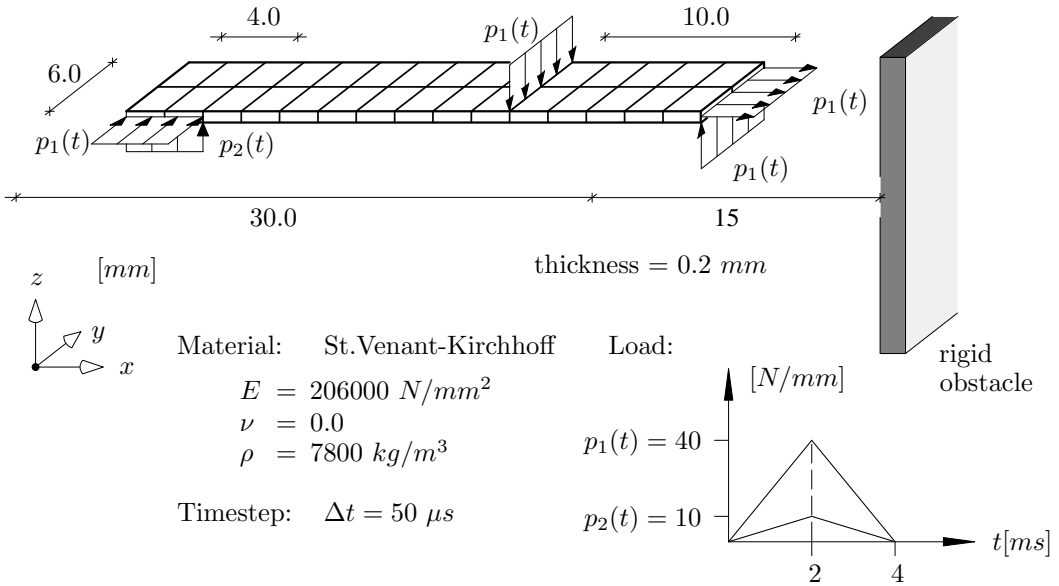 4.0
p₁(t)
10.0
6.0
p₁(t)
p₁(t)
p₂(t)
p₁(t)
30.0
15
[mm]
thickness = 0.2 mm
z
y
x
Material: St.Venant-Kirchhoff Load:
E = 206000 N/mm²
ν = 0.0
ρ = 7800 kg/m³
Timestep: Δt = 50 μs
rigid
obstacle
[N/mm]
p₁(t) = 40
p₂(t) = 10
t[ms]
2 4